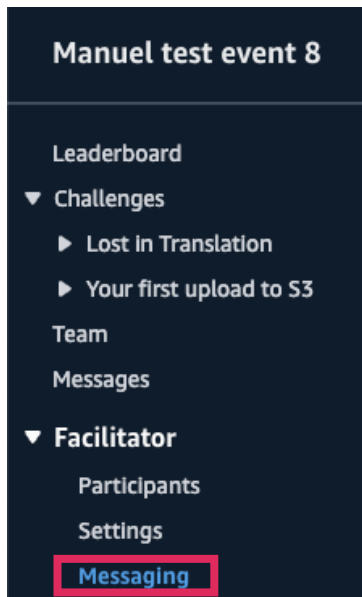 Manuel test event 8
Leaderboard
Challenges
Lost in Translation
Your first upload to S3
Team
Messages
Facilitator
Participants
Settings
Messaging